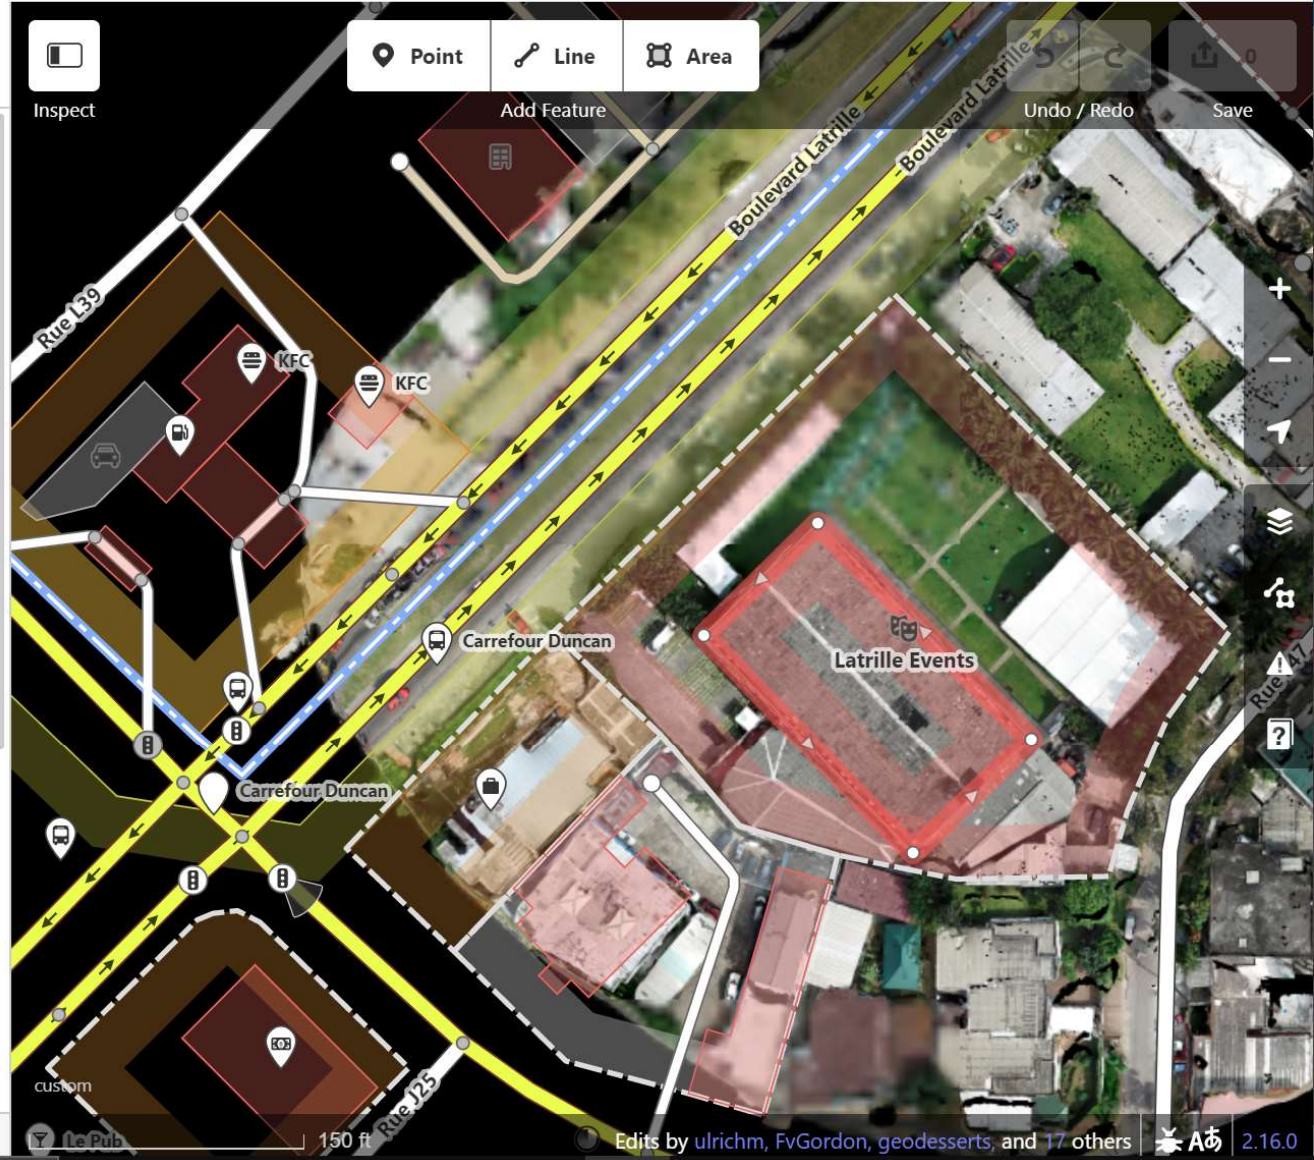 Point
Line
Area
0
Inspect
Add Feature
Undo / Redo
Save
Boulevard Latrille
Boulevard Latrille
Rue L39
KFC
KFC
Carrefour Duncan
Latrille Events
Carrefour Duncan
Rue J47
Rue J25
custom
Le Pub
150 ft
Edits by ulrichm, FvGordon, geodesserts, and 17 others
2.16.0